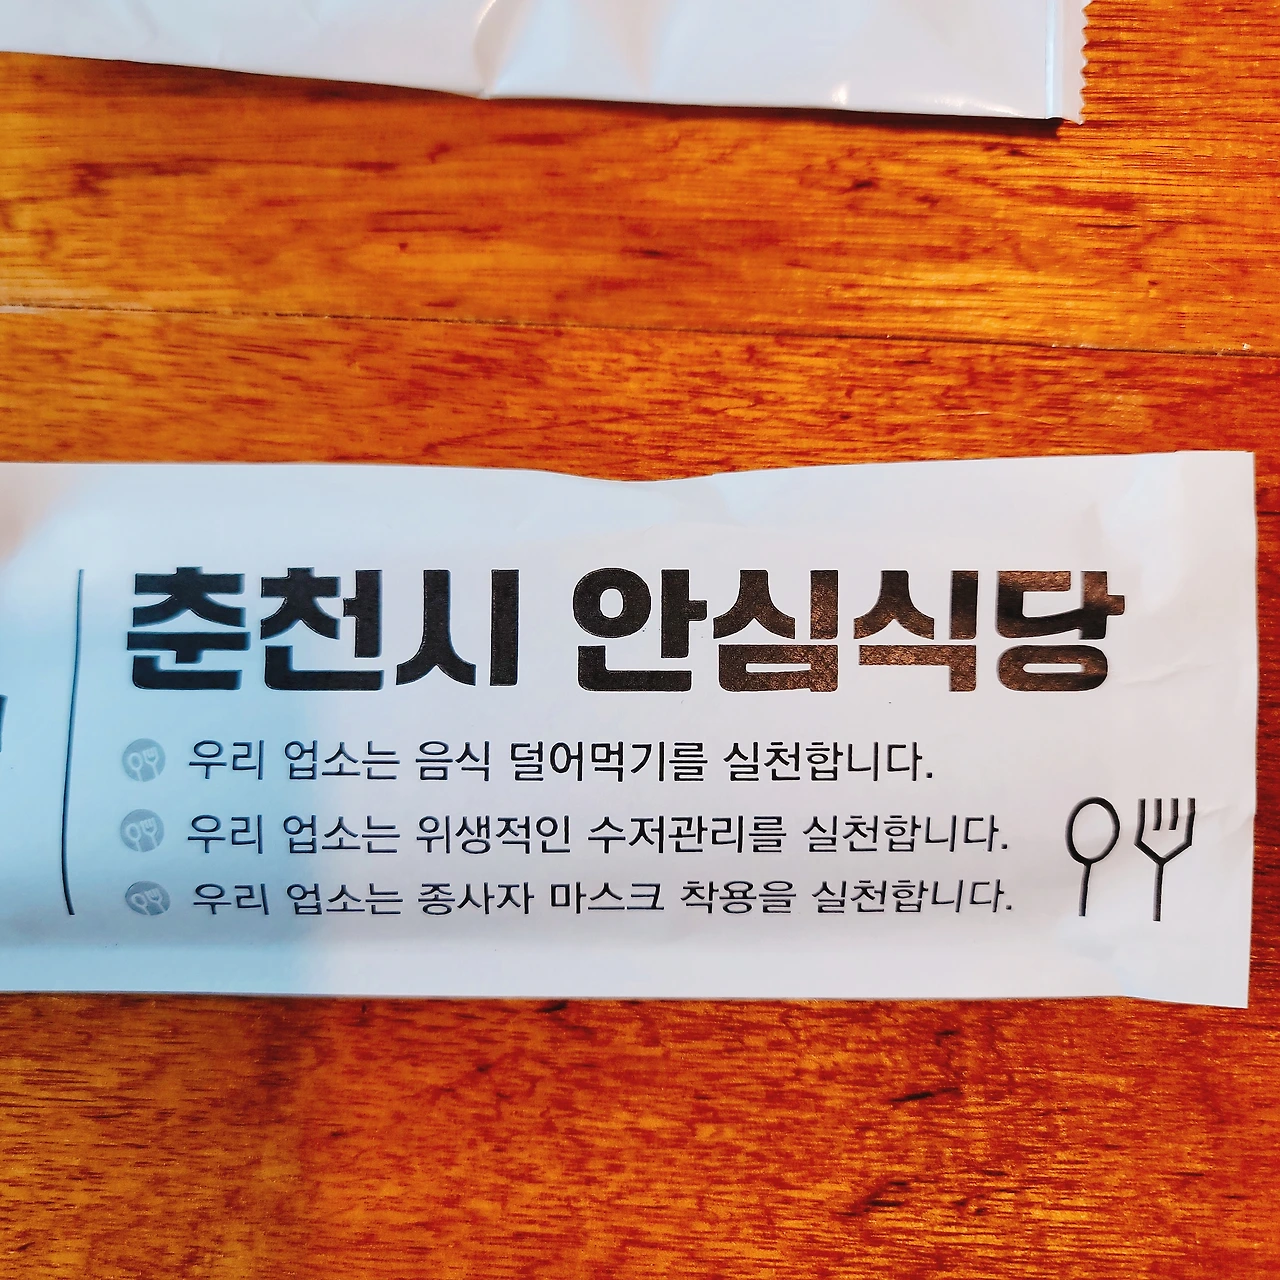 춘천시 안심식당
우리 업소는 음식 덜어먹기를 실천합니다.
우리 업소는 위생적인 수저관리를 실천합니다.
우리 업소는 종사자 마스크 착용을 실천합니다.